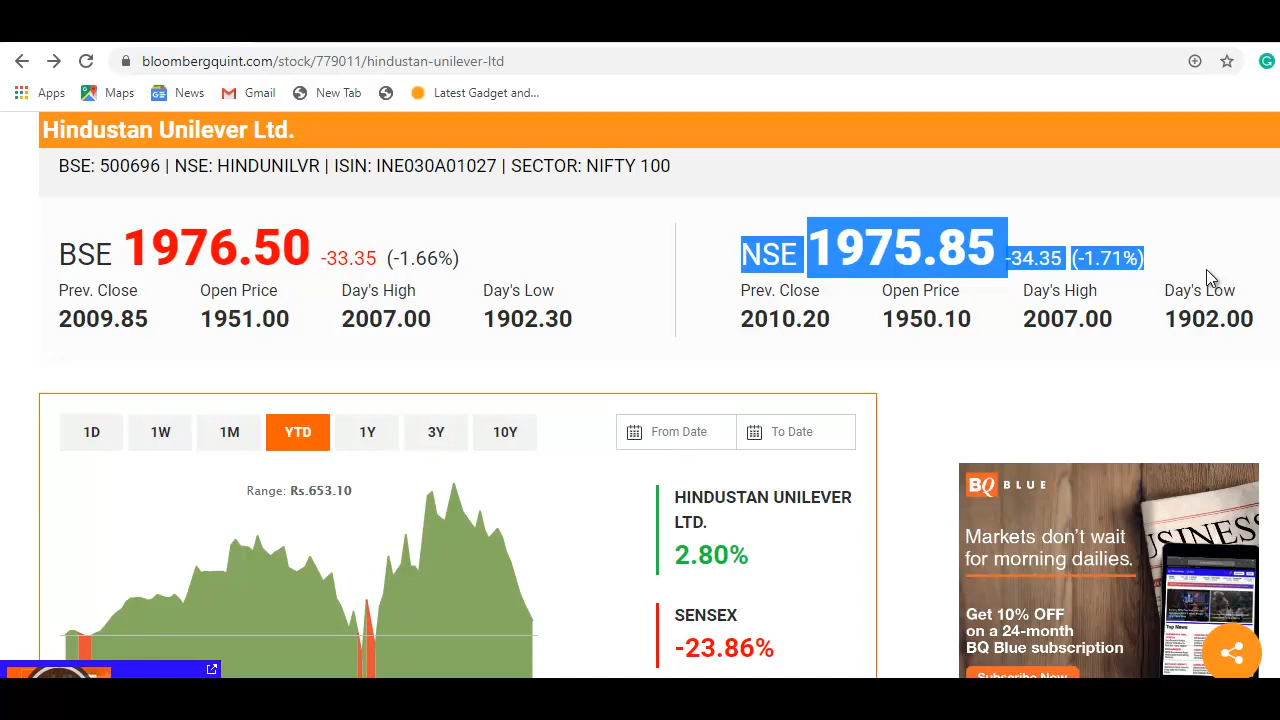 bloombergquint.com/stock/779011/hindustan-unilever-ltd
Apps Maps News Gmail New Tab Latest Gadget and...
Hindustan Unilever Ltd.
BSE: 500696 | NSE: HINDUNILVR | ISIN: INE030A01027 | SECTOR: NIFTY 100
BSE 1976.50 -33.35 (-1.66%)
Prev. Close Open Price Day's High Day's Low
2009.85 1951.00 2007.00 1902.30
NSE 1975.85 -34.35 (-1.71%)
Prev. Close Open Price Day's High Day's Low
2010.20 1950.10 2007.00 1902.00
1D 1W 1M YTD 1Y 3Y 10Y
From Date To Date
Range: Rs.653.10
HINDUSTAN UNILEVER
LTD.
2.80%
SENSEX
-23.86%
BQ BLUE
Markets don't wait
for morning dailies.
Get 10% OFF
on a 24-month
BQ Blue subscription
Subscribe Now
BUSINESS
Top News